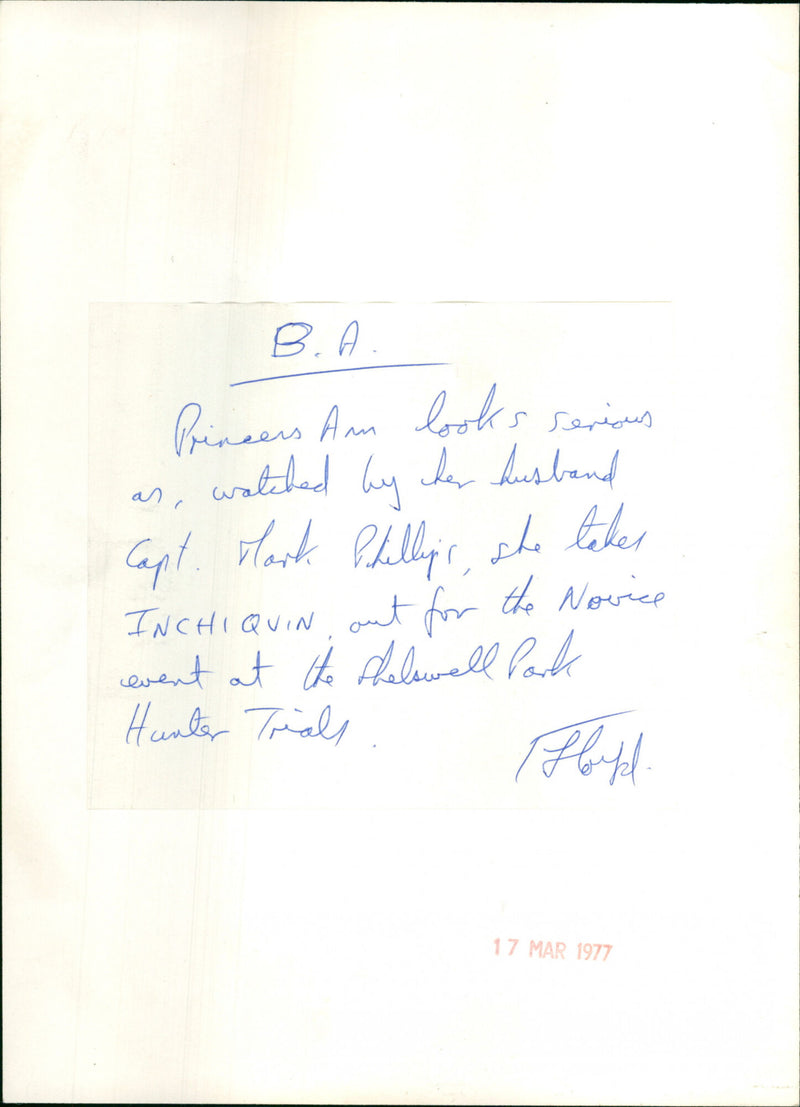 B. A.
Princess Ann looks serious
as, watched by her husband
Capt. Mark Phillips, she takes
INCHIQUIN, out for the Novice
event at the Shelswell Park
Hunter Trials.
T Floyd.
17 MAR 1977